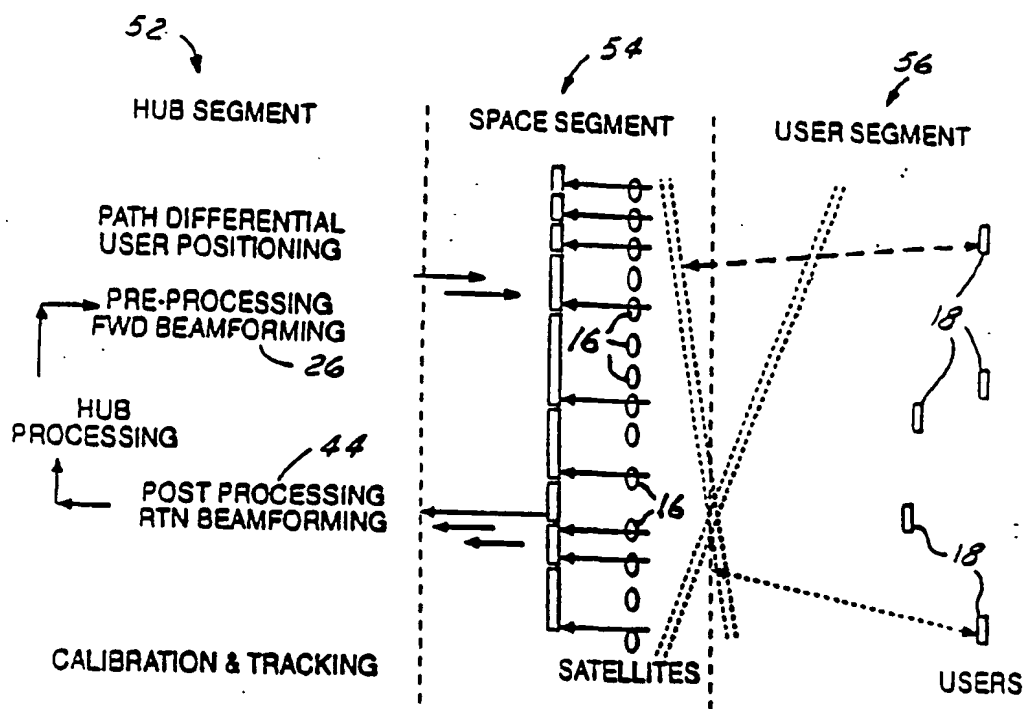 52
54
56
HUB SEGMENT
SPACE SEGMENT
USER SEGMENT
PATH DIFFERENTIAL
USER POSITIONING
PRE-PROCESSING
FWD BEAMFORMING
26
16
18
HUB
PROCESSING
44
POST PROCESSING
RTN BEAMFORMING
16
18
CALIBRATION & TRACKING
SATELLITES
USERS